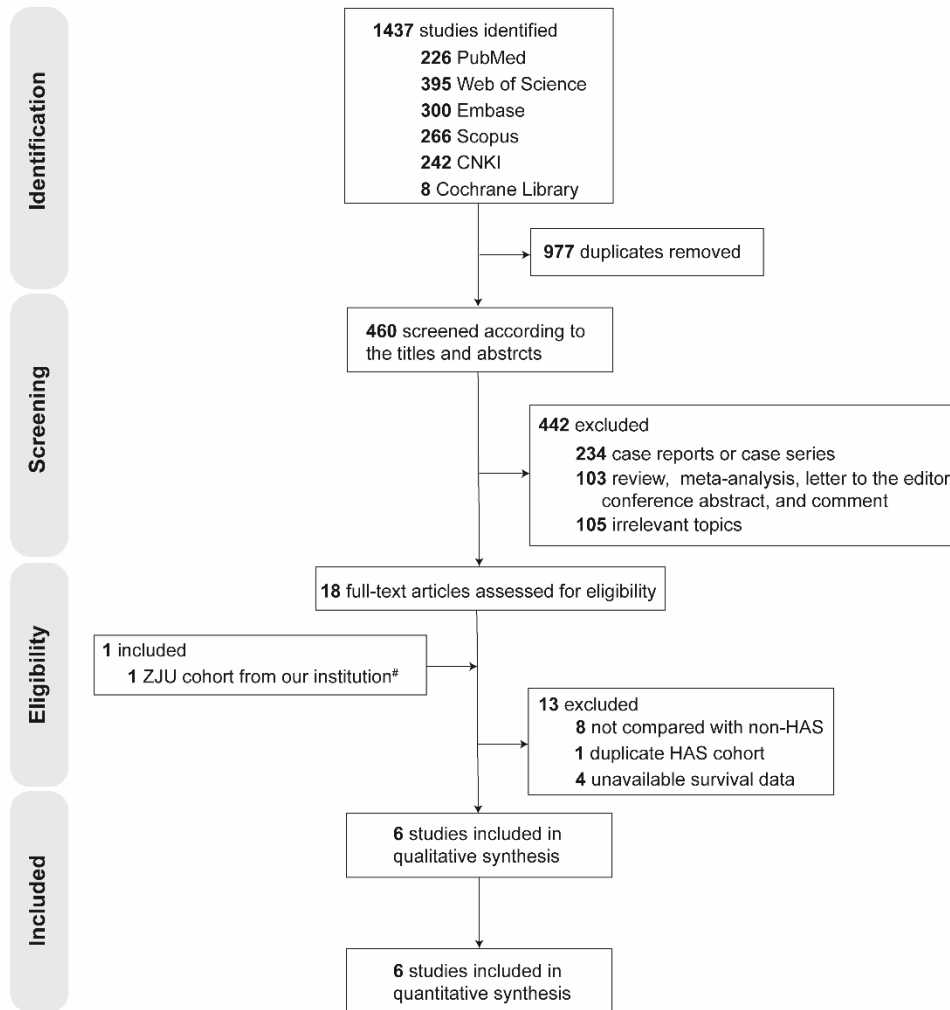 Identification
1437 studies identified
226 PubMed
395 Web of Science
300 Embase
266 Scopus
242 CNKI
8 Cochrane Library
977 duplicates removed
Screening
460 screened according to
the titles and abstrcts
442 excluded
234 case reports or case series
103 review, meta-analysis, letter to the editor
conference abstract, and comment
105 irrelevant topics
Eligibility
18 full-text articles assessed for eligibility
1 included
1 ZJU cohort from our institution#
13 excluded
8 not compared with non-HAS
1 duplicate HAS cohort
4 unavailable survival data
Included
6 studies included in
qualitative synthesis
6 studies included in
quantitative synthesis